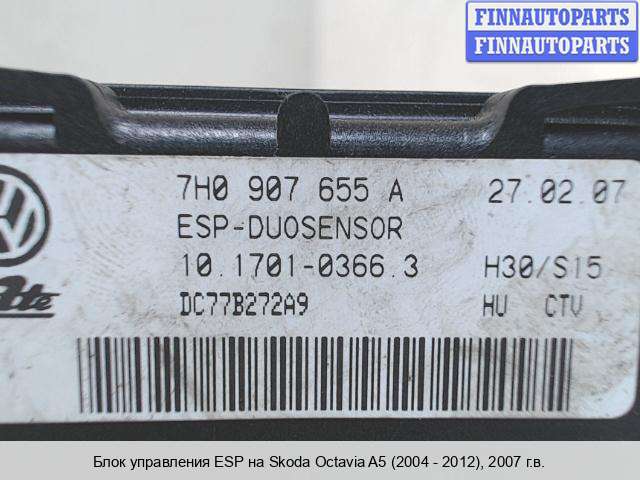 FINNAUTOPARTS
FINNAUTOPARTS
7H0 907 655 A 27.02.07
ESP-DUOSENSOR
10.1701-0366.3 H30/S15
Ate
DC77B272A9 HU CTV
Блок управления ESP на Skoda Octavia A5 (2004 - 2012), 2007 г.в.